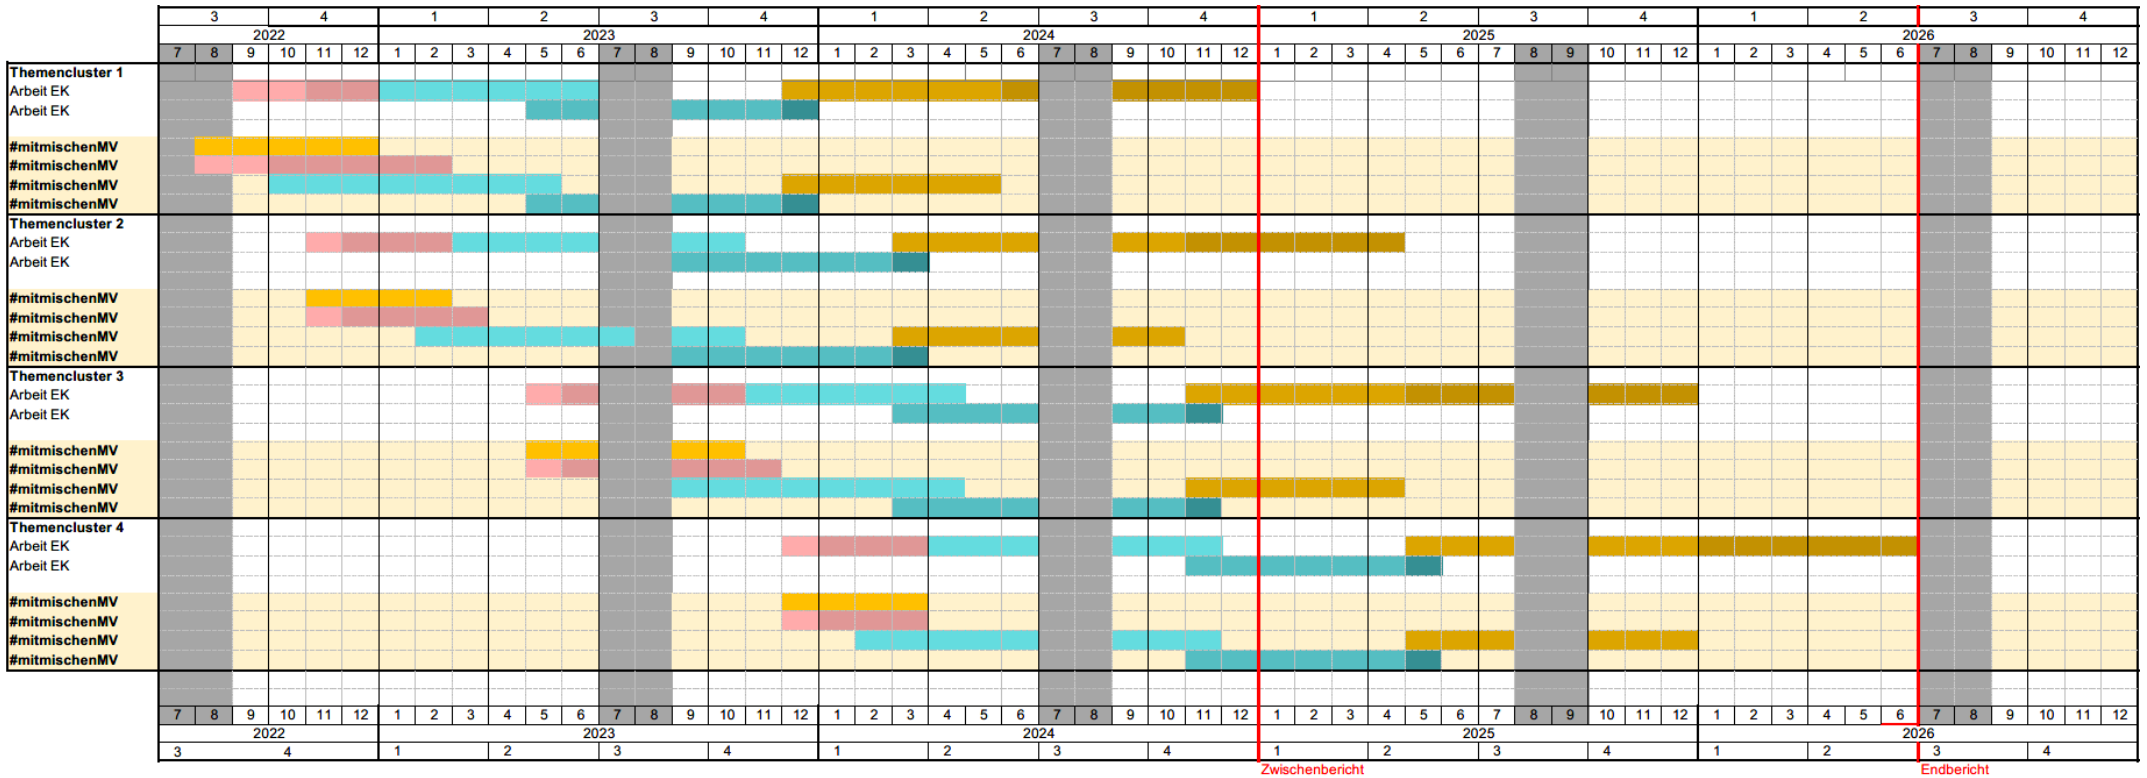 3 4 1 2 3 4 1 2 3 4 1 2 3 4 1 2 3 4
2022 2023 2024 2025 2026
7 8 9 10 11 12 1 2 3 4 5 6 7 8 9 10 11 12 1 2 3 4 5 6 7 8 9 10 11 12 1 2 3 4 5 6 7 8 9 10 11 12 1 2 3 4 5 6 7 8 9 10 11 12
Themencluster 1
Arbeit EK
Arbeit EK
#mitmischenMV
#mitmischenMV
#mitmischenMV
#mitmischenMV
Themencluster 2
Arbeit EK
Arbeit EK
#mitmischenMV
#mitmischenMV
#mitmischenMV
#mitmischenMV
Themencluster 3
Arbeit EK
Arbeit EK
#mitmischenMV
#mitmischenMV
#mitmischenMV
#mitmischenMV
Themencluster 4
Arbeit EK
Arbeit EK
#mitmischenMV
#mitmischenMV
#mitmischenMV
#mitmischenMV
7 8 9 10 11 12 1 2 3 4 5 6 7 8 9 10 11 12 1 2 3 4 5 6 7 8 9 10 11 12 1 2 3 4 5 6 7 8 9 10 11 12 1 2 3 4 5 6 7 8 9 10 11 12
2022 2023 2024 2025 2026
3 4 1 2 3 4 1 2 3 4 1 2 3 4 1 2 3 4
Zwischenbericht Endbericht